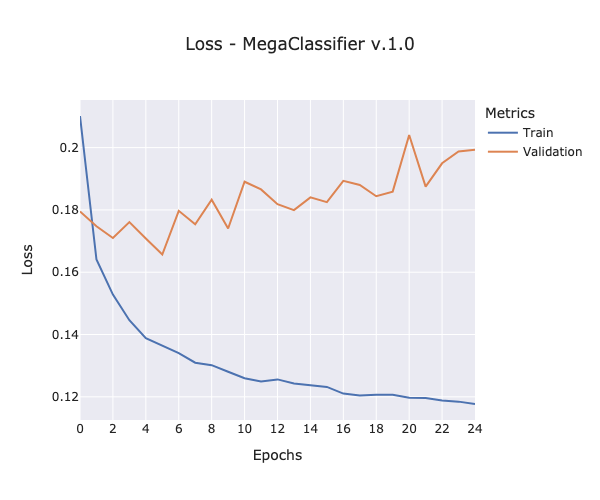 Loss - MegaClassifier v.1.0
Metrics
Train
Validation
Loss
0.2
0.18
0.16
0.14
0.12
0 2 4 6 8 10 12 14 16 18 20 22 24
Epochs